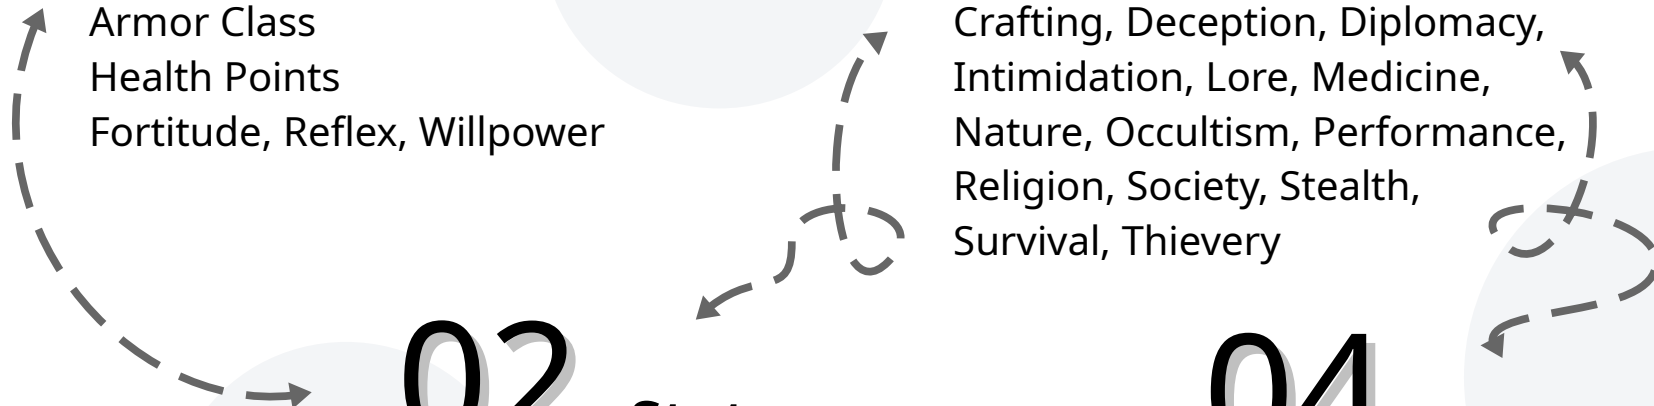 Armor Class
Health Points
Fortitude, Reflex, Willpower
Crafting, Deception, Diplomacy,
Intimidation, Lore, Medicine,
Nature, Occultism, Performance,
Religion, Society, Stealth,
Survival, Thievery
02
04